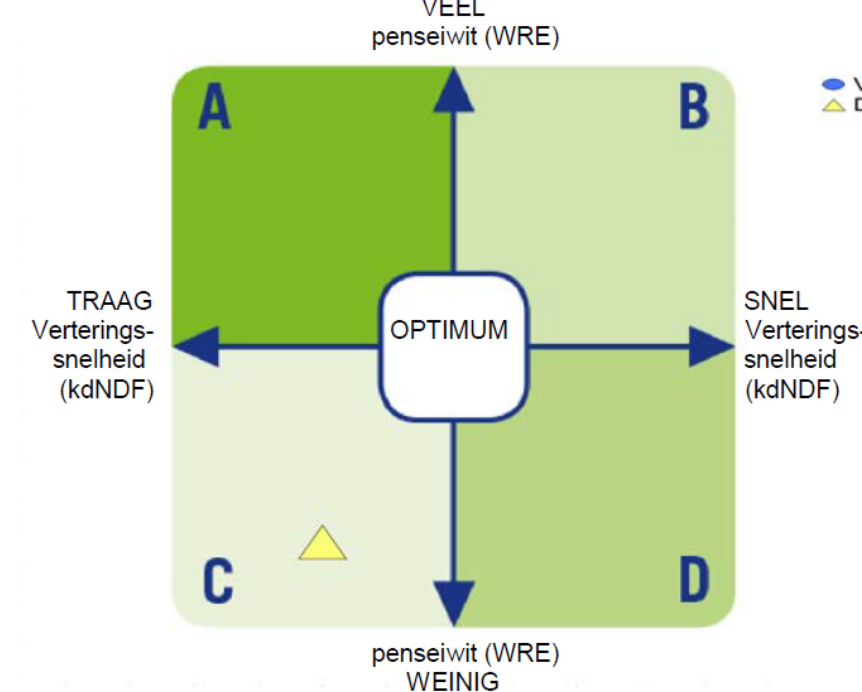 VEEL
penseiwit (WRE)
A
B
V
D
TRAAG
Verterings-
snelheid
(kdNDF)
OPTIMUM
SNEL
Verterings-
snelheid
(kdNDF)
C
D
penseiwit (WRE)
WEINIG